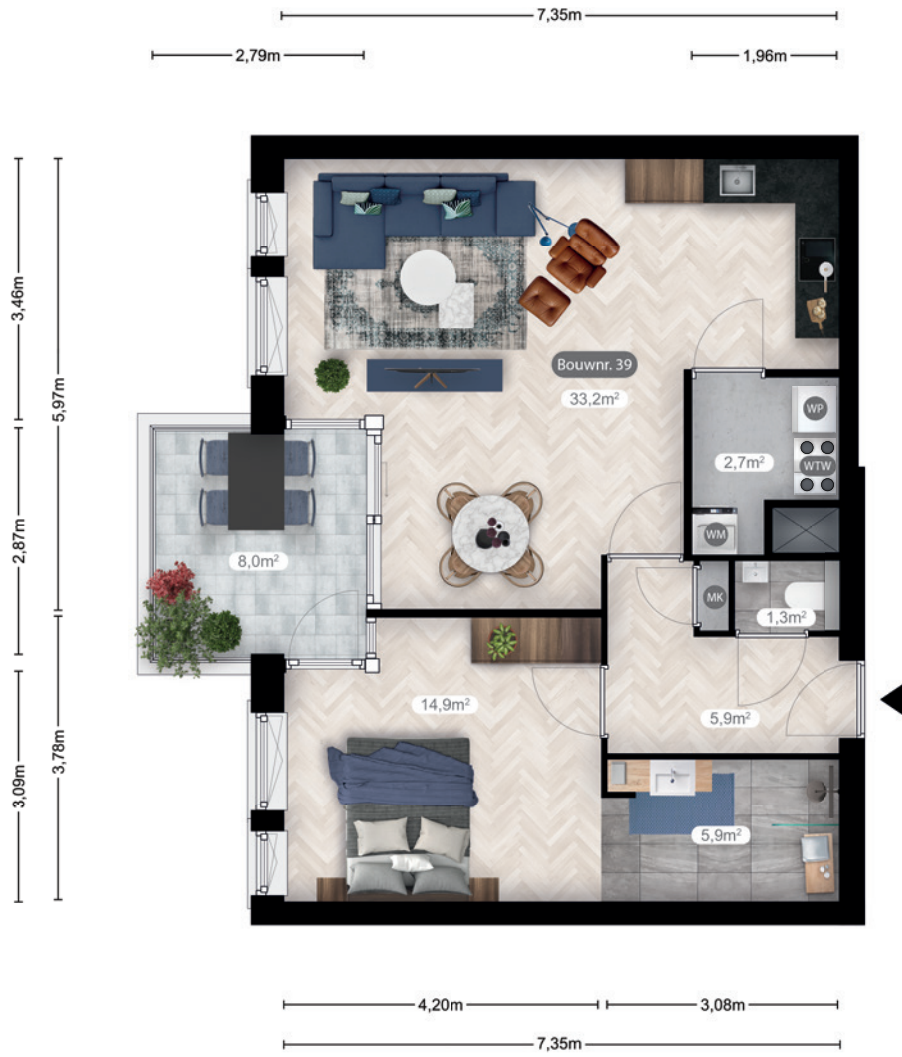 7,35m
2,79m
1,96m
3,46m
5,97m
2,87m
3,78m
3,09m
Bouwnr. 39
33,2m²
WP
2,7m²
WTW
WM
8,0m²
MK
1,3m²
14,9m²
5,9m²
5,9m²
4,20m
3,08m
7,35m